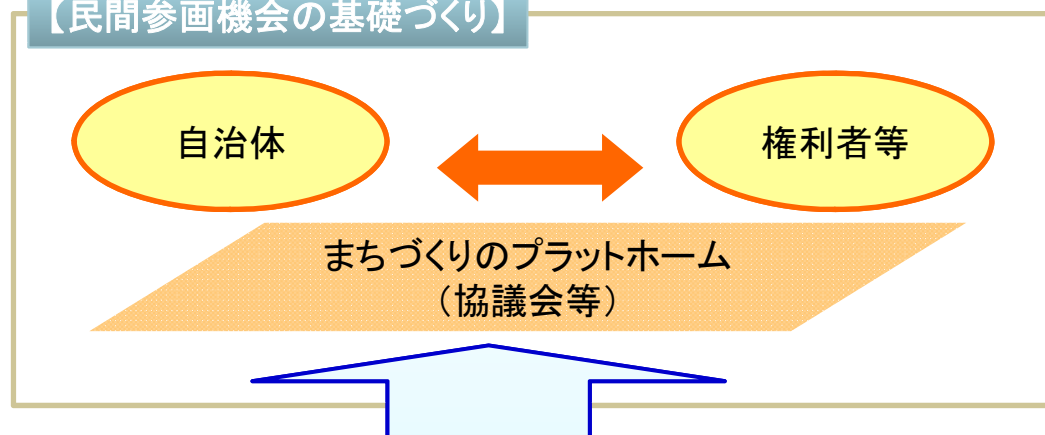 【民間参画機会の基礎づくり】
自治体
権利者等
まちづくりのプラットホーム
（協議会等）